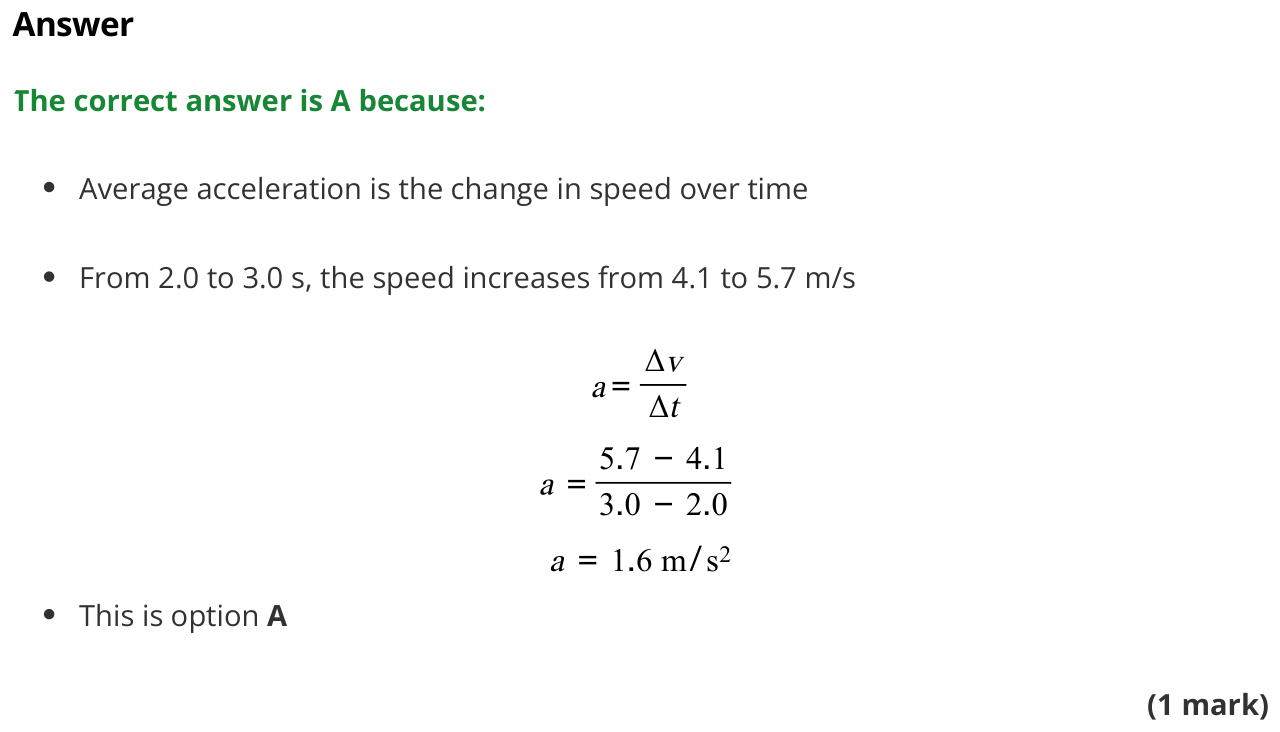 Answer
The correct answer is A because:
• Average acceleration is the change in speed over time
• From 2.0 to 3.0 s, the speed increases from 4.1 to 5.7 m/s
a = Δv / Δt
a = 5.7 − 4.1 / 3.0 − 2.0
a = 1.6 m/s²
• This is option A
(1 mark)